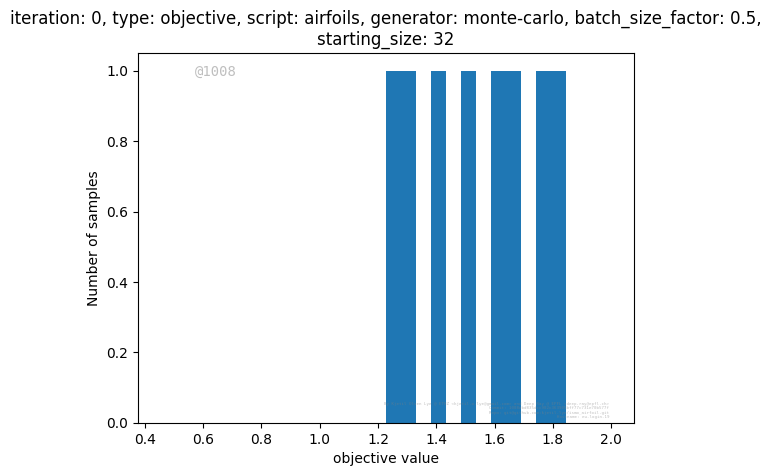 iteration: 0, type: objective, script: airfoils, generator: monte-carlo, batch_size_factor: 0.5,
starting_size: 32
@1008
1.0
0.8
0.6
0.4
0.2
0.0
Number of samples
0.4 0.6 0.8 1.0 1.2 1.4 1.6 1.8 2.0
objective value